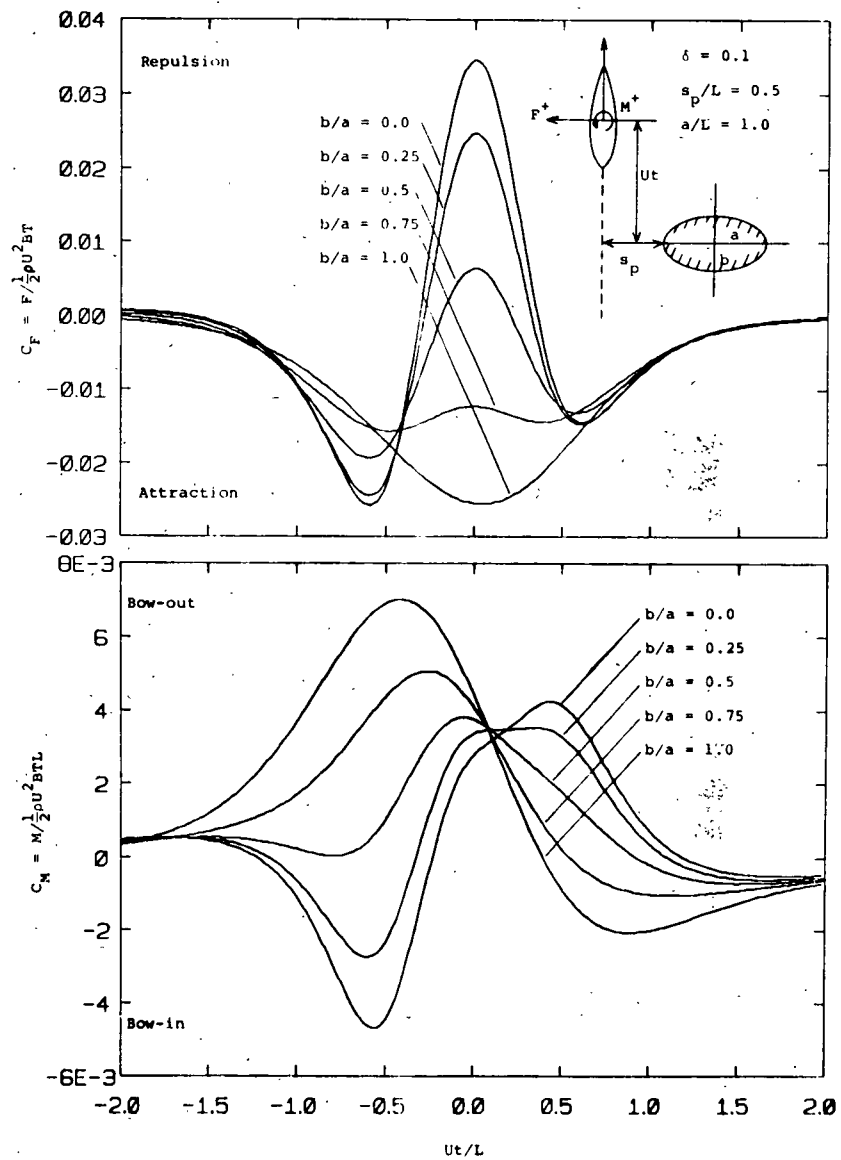 0.04
0.03
0.02
0.01
0.00
-0.01
-0.02
-0.03
C_F = F/½ρU²BT
Repulsion
Attraction
b/a = 0.0
b/a = 0.25
b/a = 0.5
b/a = 0.75
b/a = 1.0
F⁺
M⁺
Ut
s_p
a
b
δ = 0.1
s_p/L = 0.5
a/L = 1.0
8E-3
6
4
2
0
-2
-4
-6E-3
C_M = M/½ρU²BTL
Bow-out
Bow-in
b/a = 0.0
b/a = 0.25
b/a = 0.5
b/a = 0.75
b/a = 1.0
-2.0 -1.5 -1.0 -0.5 0.0 0.5 1.0 1.5 2.0
Ut/L